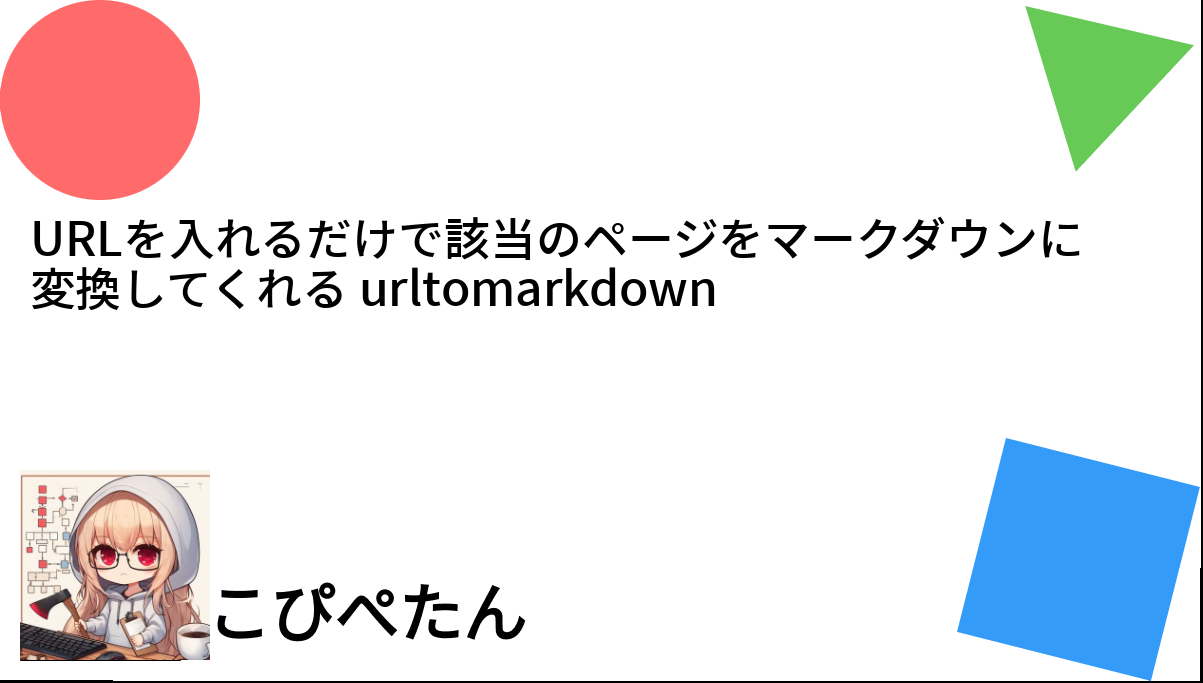 URLを入れるだけで該当のページをマークダウンに
変換してくれる urltomarkdown
こぴぺたん